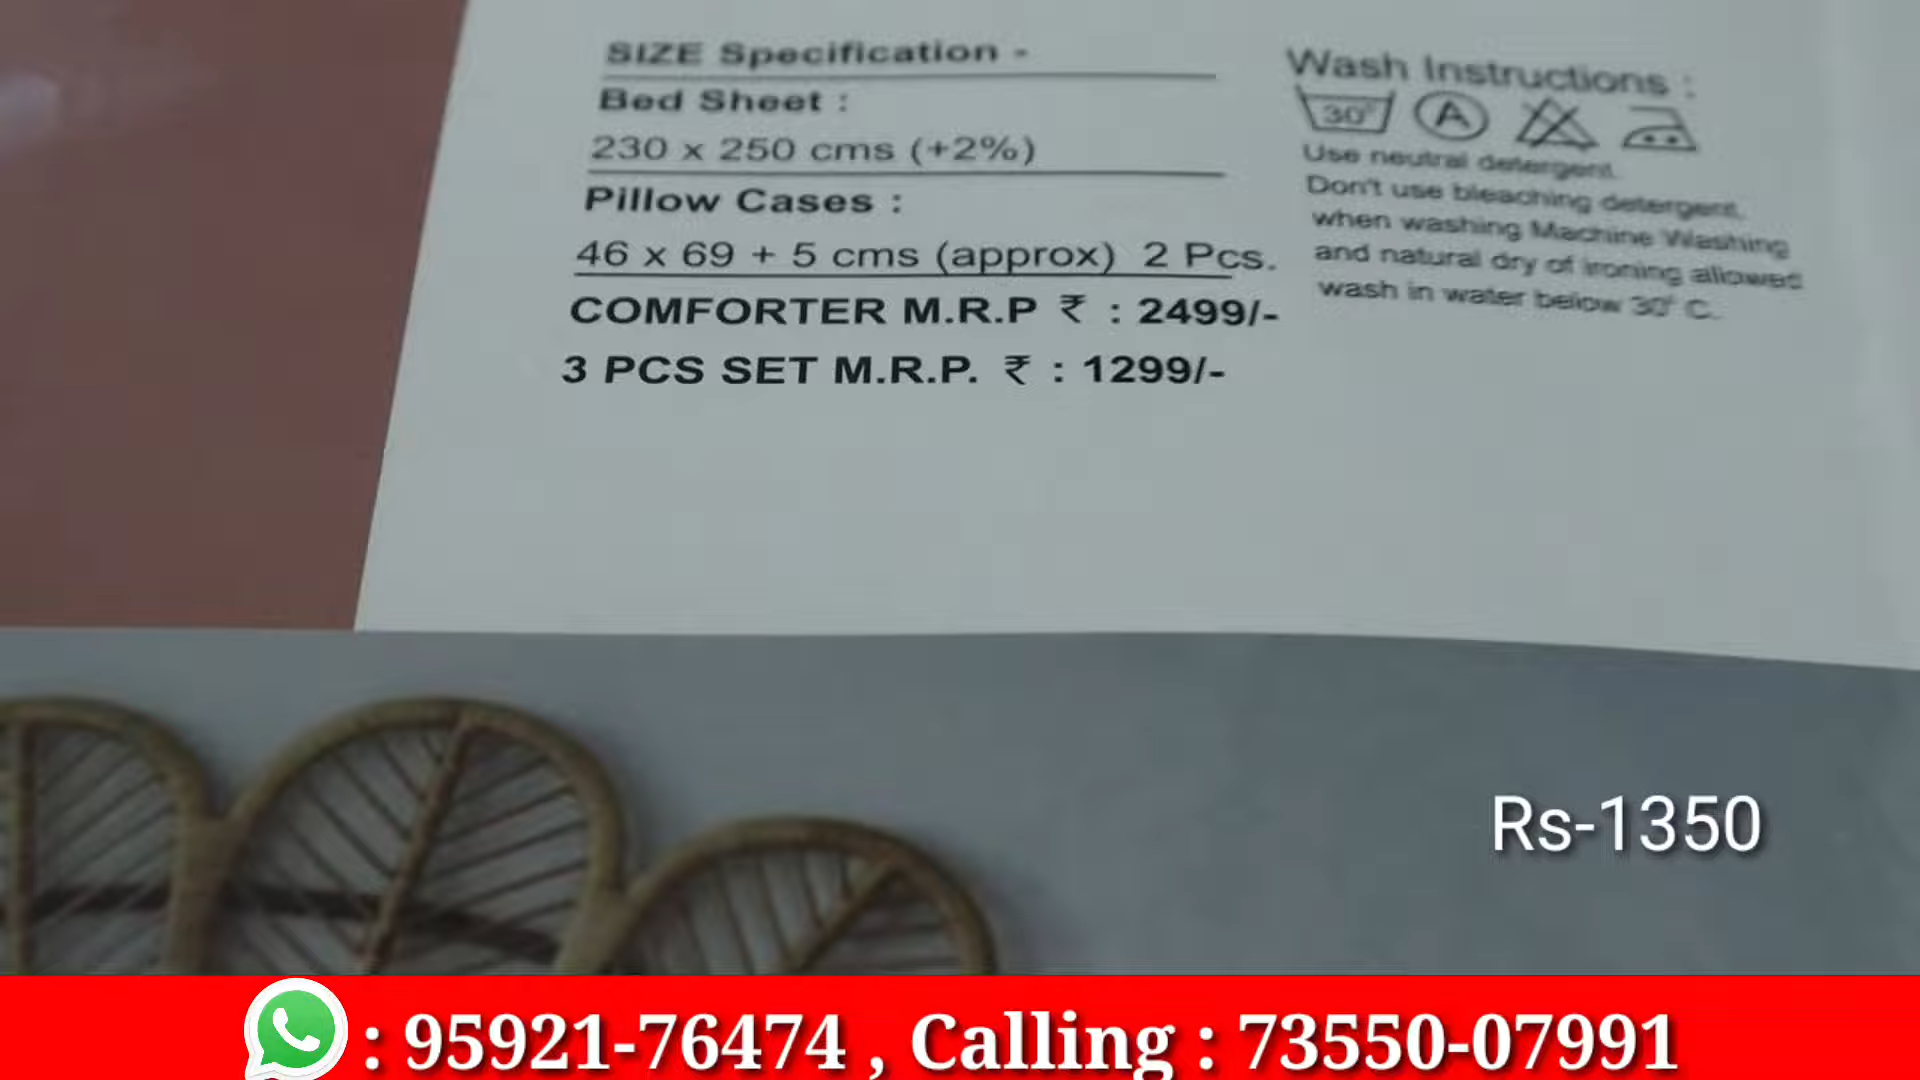 SIZE Specification -
Bed Sheet :
230 x 250 cms (+2%)
Pillow Cases :
46 x 69 + 5 cms (approx) 2 Pcs.
COMFORTER M.R.P ₹ : 2499/-
3 PCS SET M.R.P. ₹ : 1299/-
Wash Instructions :
30° A
Use neutral detergent.
Don't use bleaching detergent.
when washing Machine Washing
and natural dry of ironing allowed
wash in water below 30° C.
Rs-1350
: 95921-76474 , Calling : 73550-07991